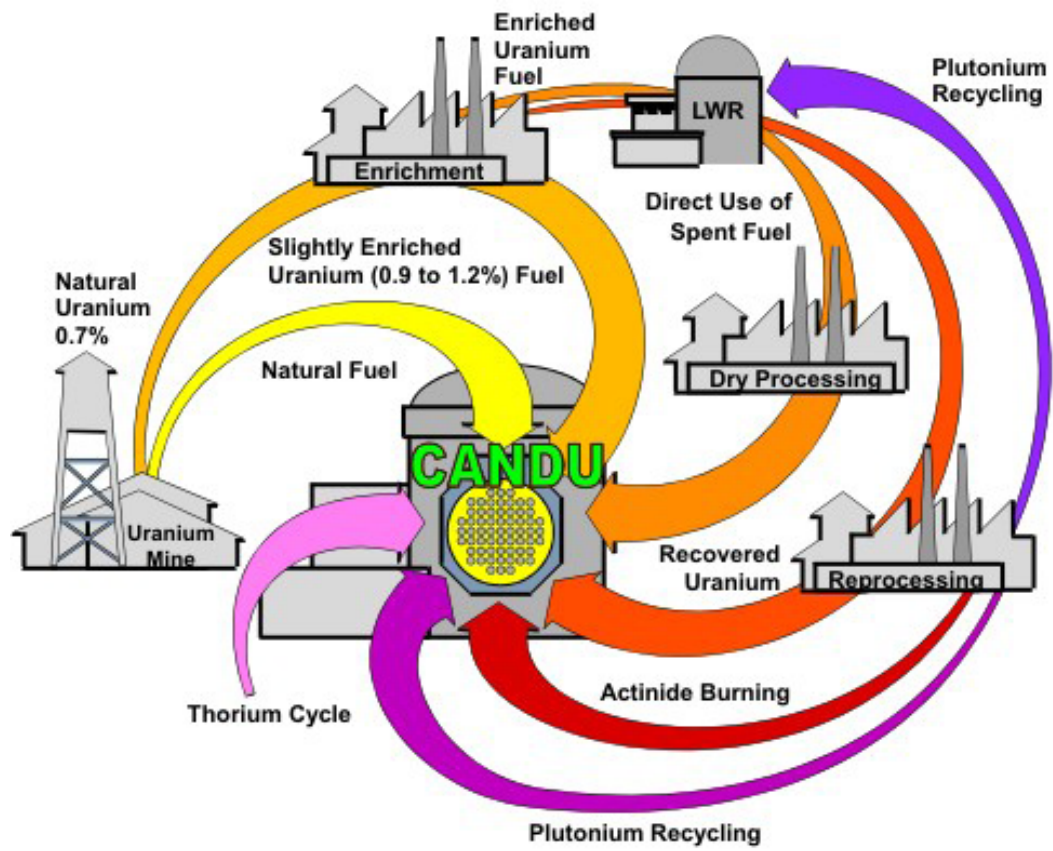 Enriched
Uranium
Fuel
LWR
Plutonium
Recycling
Enrichment
Direct Use of
Spent Fuel
Slightly Enriched
Uranium (0.9 to 1.2%) Fuel
Natural
Uranium
0.7%
Natural Fuel
Dry Processing
CANDU
Uranium
Mine
Recovered
Uranium
Reprocessing
Actinide Burning
Thorium Cycle
Plutonium Recycling